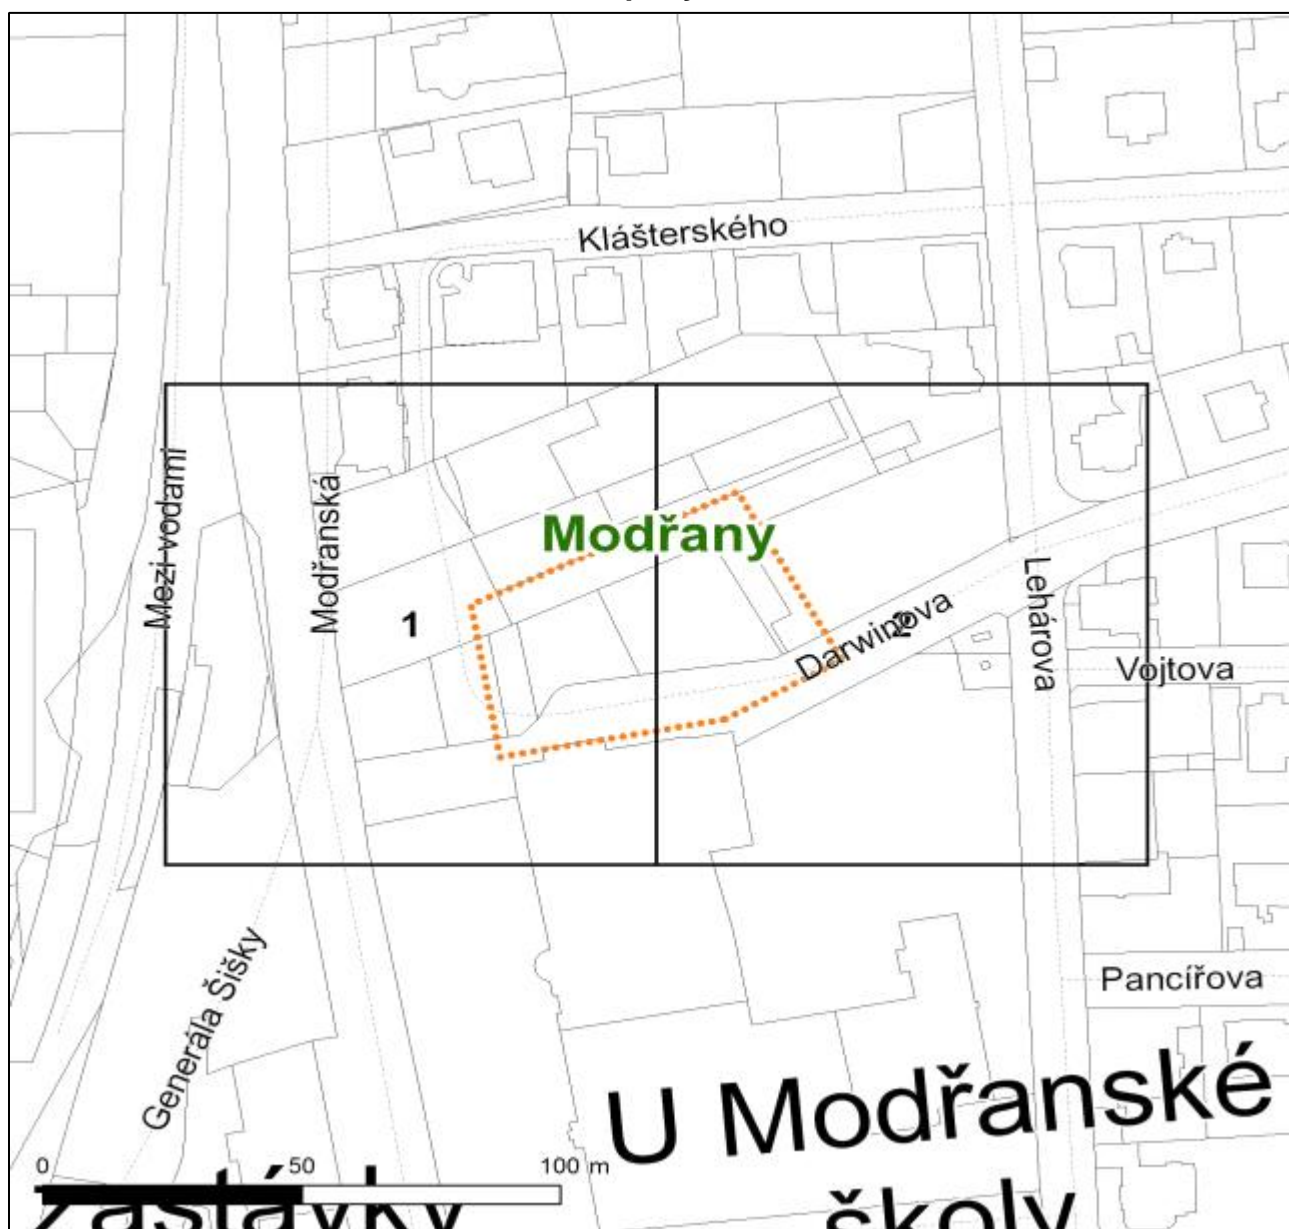 Klášterského
Mezi vodami
Modřanská
Modřany
1
2
Darwinova
Lehárova
Vojtova
Generála Šišky
Pancířova
U Modřanské
školy
0 50 100 m
zastávky